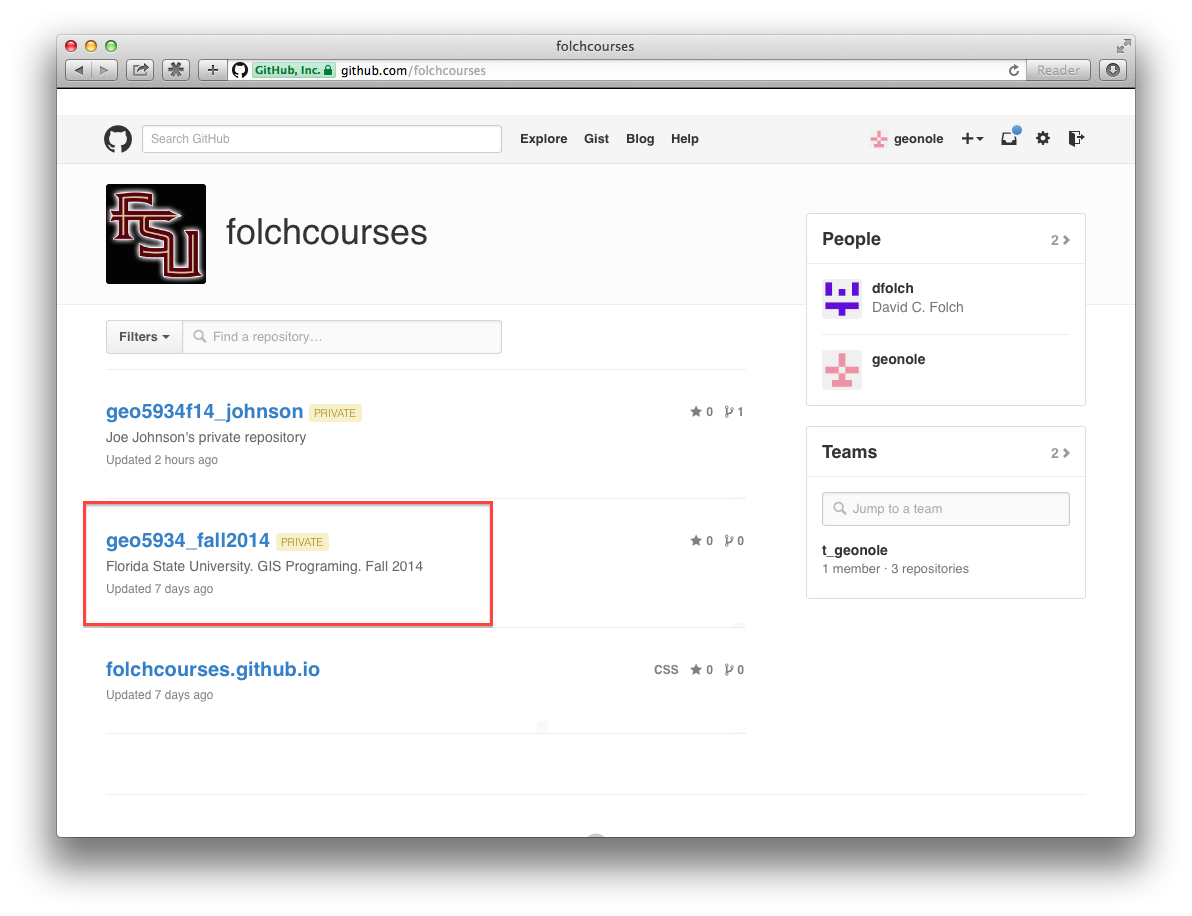 folchcourses
GitHub, Inc. github.com/folchcourses Reader
Search GitHub Explore Gist Blog Help geonole
FSU
folchcourses
Filters Find a repository…
geo5934f14_johnson PRIVATE 0 1
Joe Johnson's private repository
Updated 2 hours ago
geo5934_fall2014 PRIVATE 0 0
Florida State University. GIS Programing. Fall 2014
Updated 7 days ago
folchcourses.github.io CSS 0 0
Updated 7 days ago
People 2
dfolch
David C. Folch
geonole
Teams 2
Jump to a team
t_geonole
1 member · 3 repositories